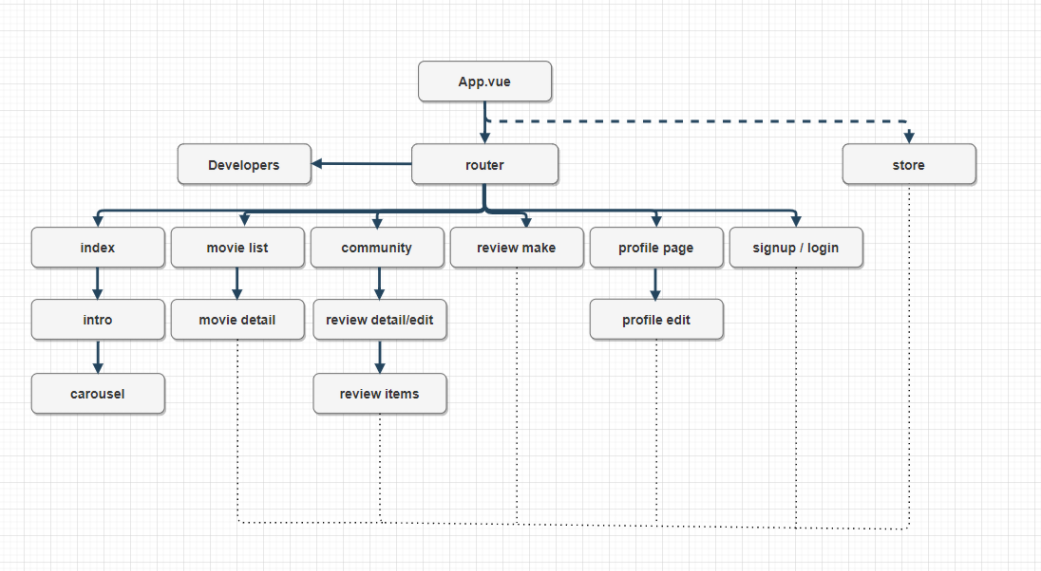 App.vue
Developers
router
store
index
movie list
community
review make
profile page
signup / login
intro
movie detail
review detail/edit
profile edit
carousel
review items